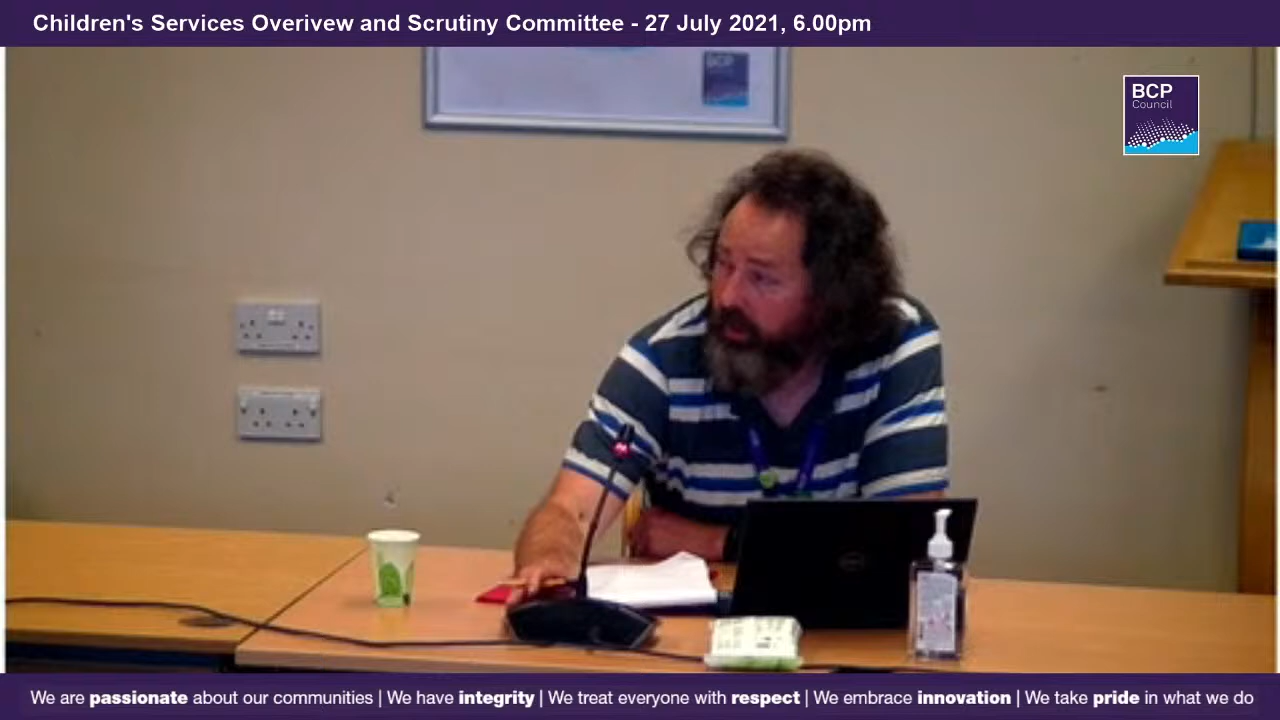 Children's Services Overivew and Scrutiny Committee - 27 July 2021, 6.00pm
BCP
BCP
Council
We are passionate about our communities | We have integrity | We treat everyone with respect | We embrace innovation | We take pride in what we do